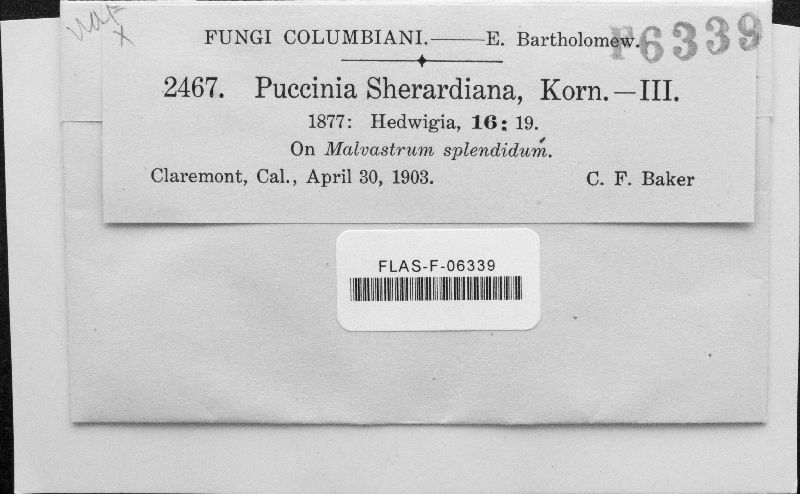 FUNGI COLUMBIANI.——E. Bartholomew.
F6339
2467. Puccinia Sherardiana, Korn.—III.
1877: Hedwigia, 16: 19.
On Malvastrum splendidum.
Claremont, Cal., April 30, 1903. C. F. Baker
FLAS-F-06339